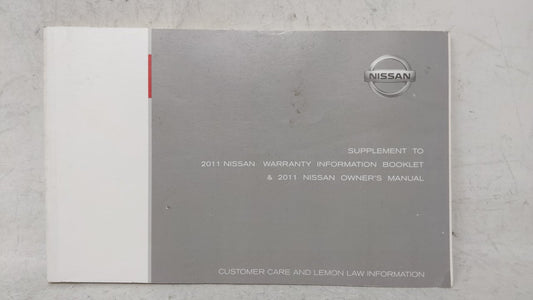 NISSAN
SUPPLEMENT TO
2011 NISSAN WARRANTY INFORMATION BOOKLET
& 2011 NISSAN OWNER'S MANUAL
CUSTOMER CARE AND LEMON LAW INFORMATION